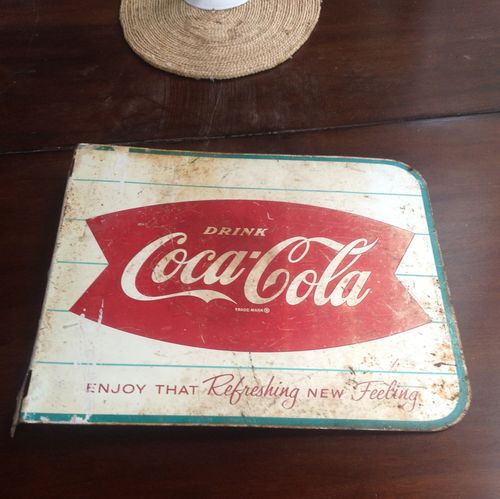 DRINK
Coca-Cola
TRADE-MARK ®
ENJOY THAT Refreshing NEW Feeling